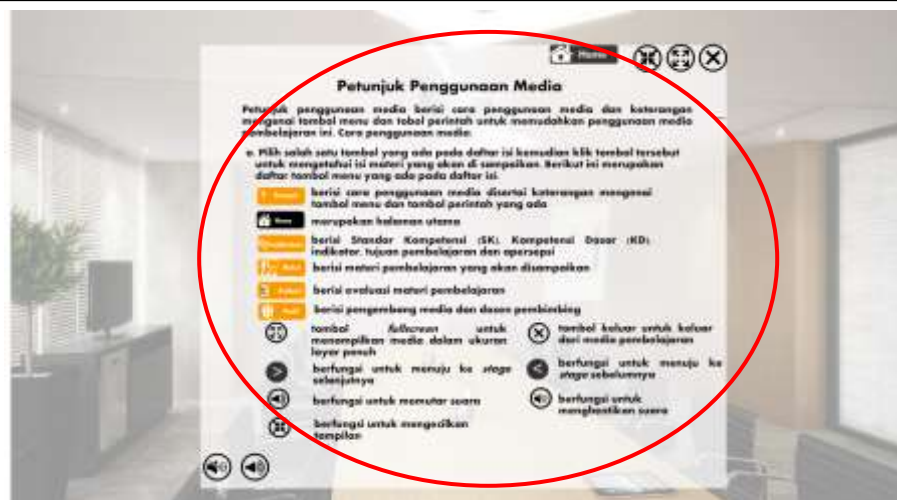 Home
Petunjuk Penggunaan Media
Petunjuk penggunaan media berisi cara penggunaan media dan keterangan
mengenai tombol menu dan tobol perintah untuk memudahkan penggunaan media
pembelajaran ini. Cara penggunaan media:
a. Pilih salah satu tombol yang ada pada daftar isi kemudian klik tombol tersebut
untuk mengetahui isi materi yang akan di sampaikan. Berikut ini merupakan
daftar tombol menu yang ada pada daftar isi.
berisi cara penggunaan media disertai keterangan mengenai
tombol menu dan tombol perintah yang ada
Home merupakan halaman utama
berisi Standar Kompetensi (SK), Kompetensi Dasar (KD),
indikator, tujuan pembelajaran dan apersepsi
berisi materi pembelajaran yang akan disampaikan
berisi evaluasi materi pembelajaran
berisi pengembang media dan dosen pembimbing
tombol fullscreen untuk
menampilkan media dalam ukuran
layar penuh
tombol keluar untuk keluar
dari media pembelajaran
berfungsi untuk menuju ke stage
selanjutnya
berfungsi untuk menuju ke
stage sebelumnya
berfungsi untuk memutar suara
berfungsi untuk
menghentikan suara
berfungsi untuk mengecilkan
tampilan